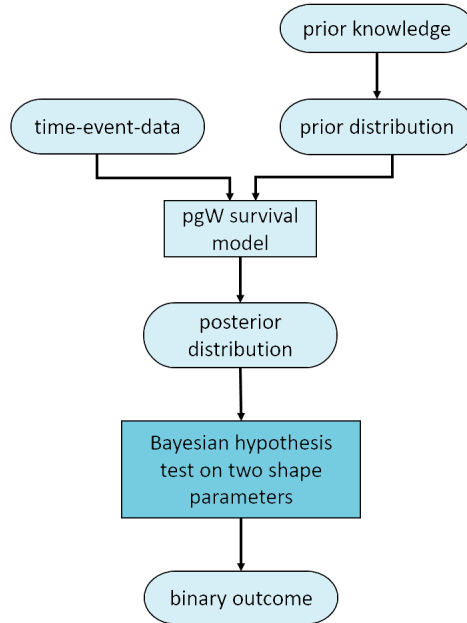 prior knowledge
time-event-data
prior distribution
pgW survival
model
posterior
distribution
Bayesian hypothesis
test on two shape
parameters
binary outcome